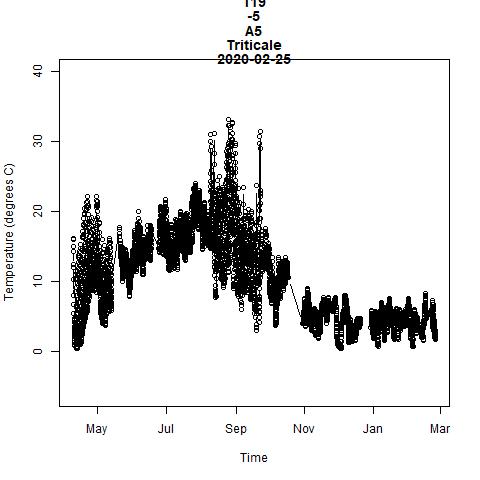 T19
-5
A5
Triticale
2020-02-25
Temperature (degrees C)
40
30
20
10
0
May Jul Sep Nov Jan Mar
Time